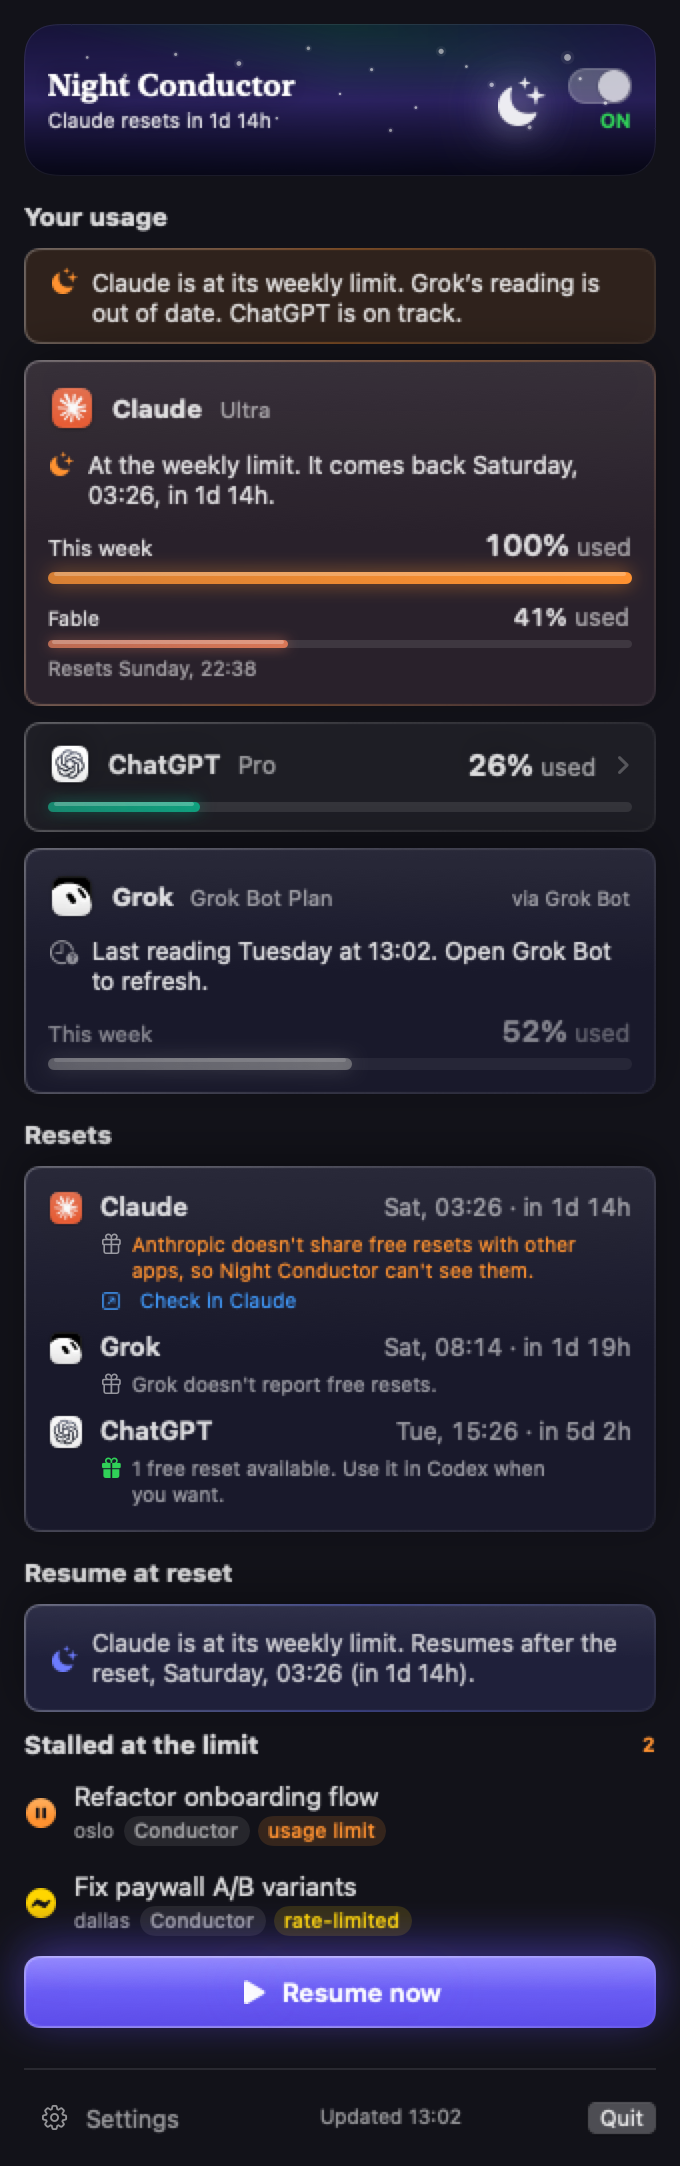 Night Conductor
Claude resets in 1d 14h
ON
Your usage
Claude is at its weekly limit. Grok’s reading is
out of date. ChatGPT is on track.
Claude Ultra
At the weekly limit. It comes back Saturday,
03:26, in 1d 14h.
This week 100% used
Fable 41% used
Resets Sunday, 22:38
ChatGPT Pro 26% used
Grok Grok Bot Plan via Grok Bot
Last reading Tuesday at 13:02. Open Grok Bot
to refresh.
This week 52% used
Resets
Claude Sat, 03:26 · in 1d 14h
Anthropic doesn't share free resets with other
apps, so Night Conductor can't see them.
Check in Claude
Grok Sat, 08:14 · in 1d 19h
Grok doesn't report free resets.
ChatGPT Tue, 15:26 · in 5d 2h
1 free reset available. Use it in Codex when
you want.
Resume at reset
Claude is at its weekly limit. Resumes after the
reset, Saturday, 03:26 (in 1d 14h).
Stalled at the limit 2
Refactor onboarding flow
oslo Conductor usage limit
Fix paywall A/B variants
dallas Conductor rate-limited
Resume now
Settings Updated 13:02 Quit